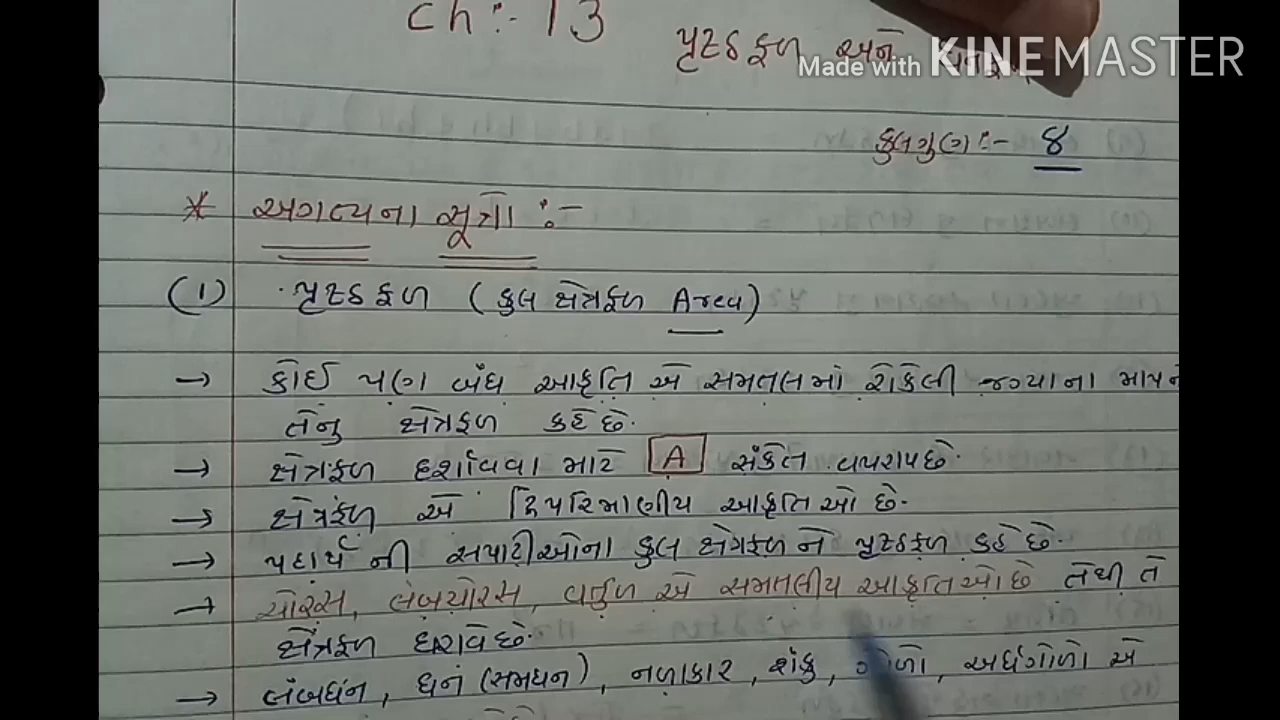 Ch :- 13
પૃષ્ઠફળ અને
Made with KINEMASTER
કુલગુણ :- 8
* અગત્યના સૂત્રો :-
(1) પૃષ્ઠફળ (કુલ ક્ષેત્રફળ Area)
→ કોઈ પણ બંધ આકૃતિ એ સમતલમાં રોકેલી જગ્યાના માપને
તેનુ ક્ષેત્રફળ કહે છે.
→ ક્ષેત્રફળ દર્શાવવા માટે A સંકેત વપરાય છે.
→ ક્ષેત્રફળ એ દ્વિપરિમાણીય આકૃતિઓ છે.
→ પદાર્થ ની સપાટીઓના કુલ ક્ષેત્રફળ ને પૃષ્ઠફળ કહે છે.
→ ચોરસ, લંબચોરસ, વર્તુળ એ સમતલીય આકૃતિઓ છે તેથી તે
ક્ષેત્રફળ દર્શાવે છે.
→ લંબઘન, ઘન (સમઘન), નળાકાર, શંકુ, ગોળો, અર્ધગોળો એ